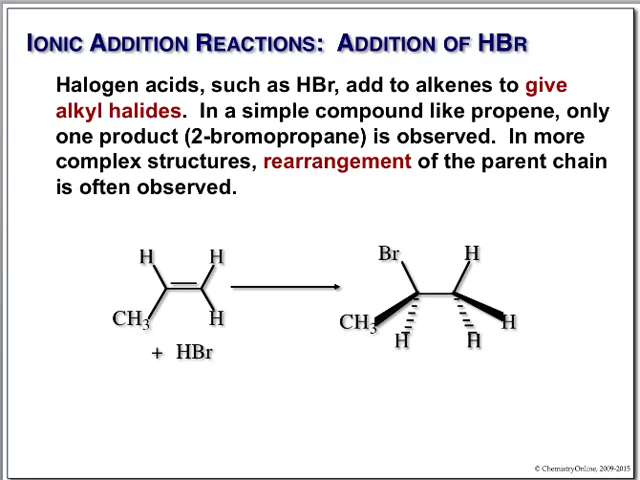 IONIC ADDITION REACTIONS: ADDITION OF HBR
Halogen acids, such as HBr, add to alkenes to give
alkyl halides. In a simple compound like propene, only
one product (2-bromopropane) is observed. In more
complex structures, rearrangement of the parent chain
is often observed.
H H Br H
CH3 H CH3 H
H H
+ HBr
© ChemistryOnline, 2009-2015